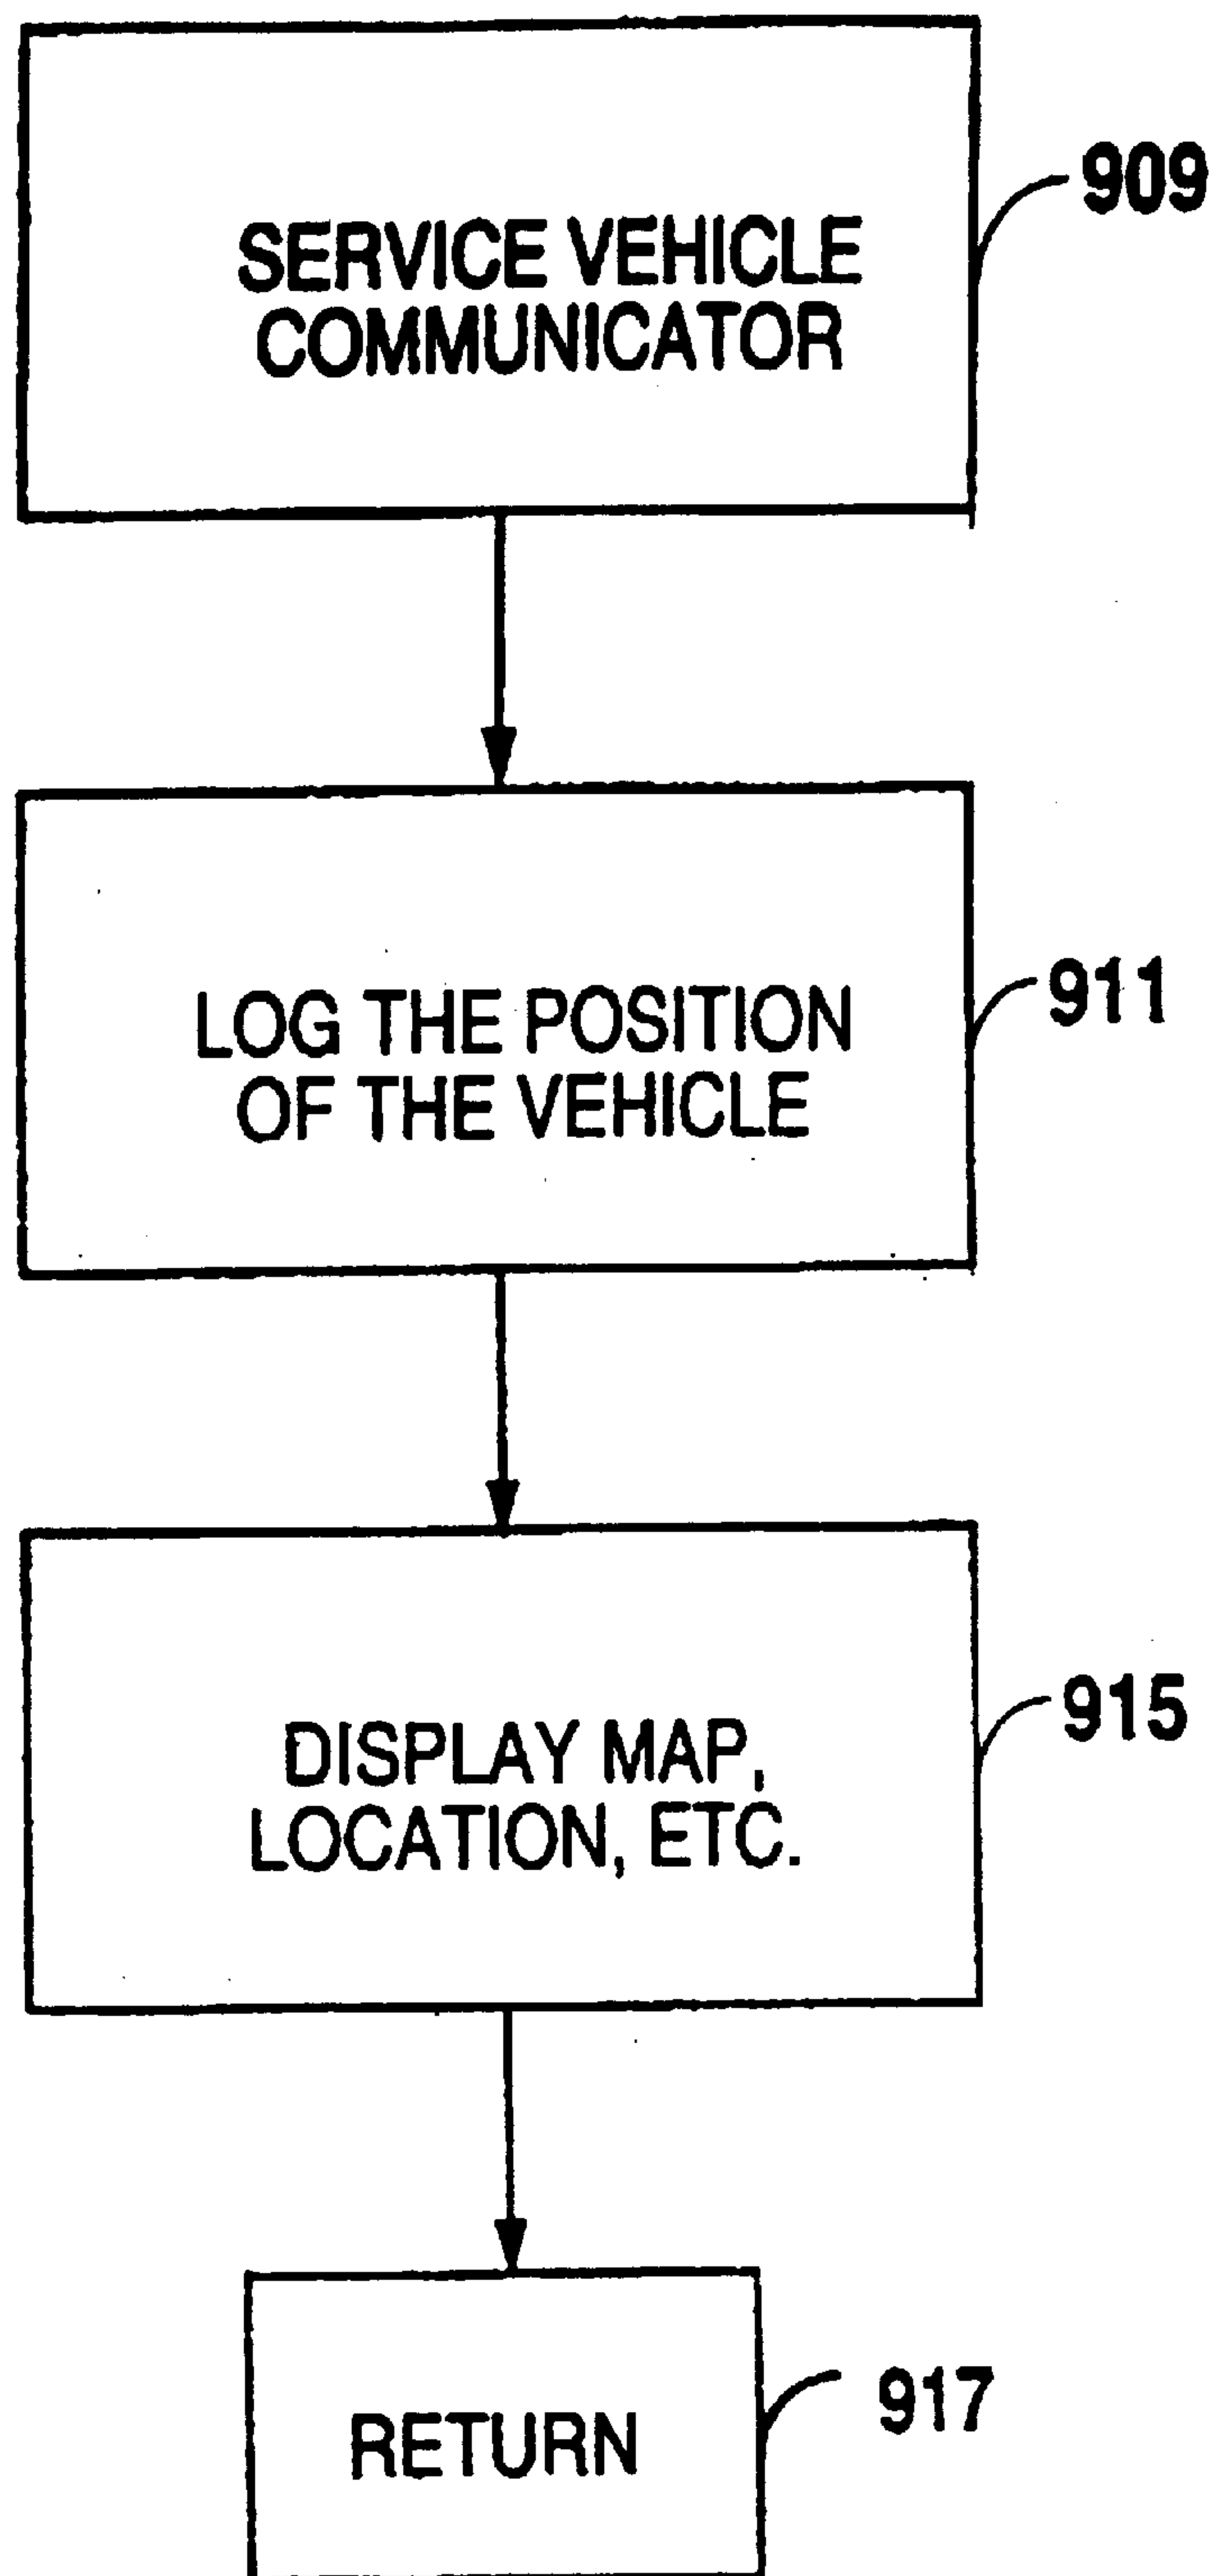 SERVICE VEHICLE
COMMUNICATOR
909
LOG THE POSITION
OF THE VEHICLE
911
DISPLAY MAP,
LOCATION, ETC.
915
RETURN
917